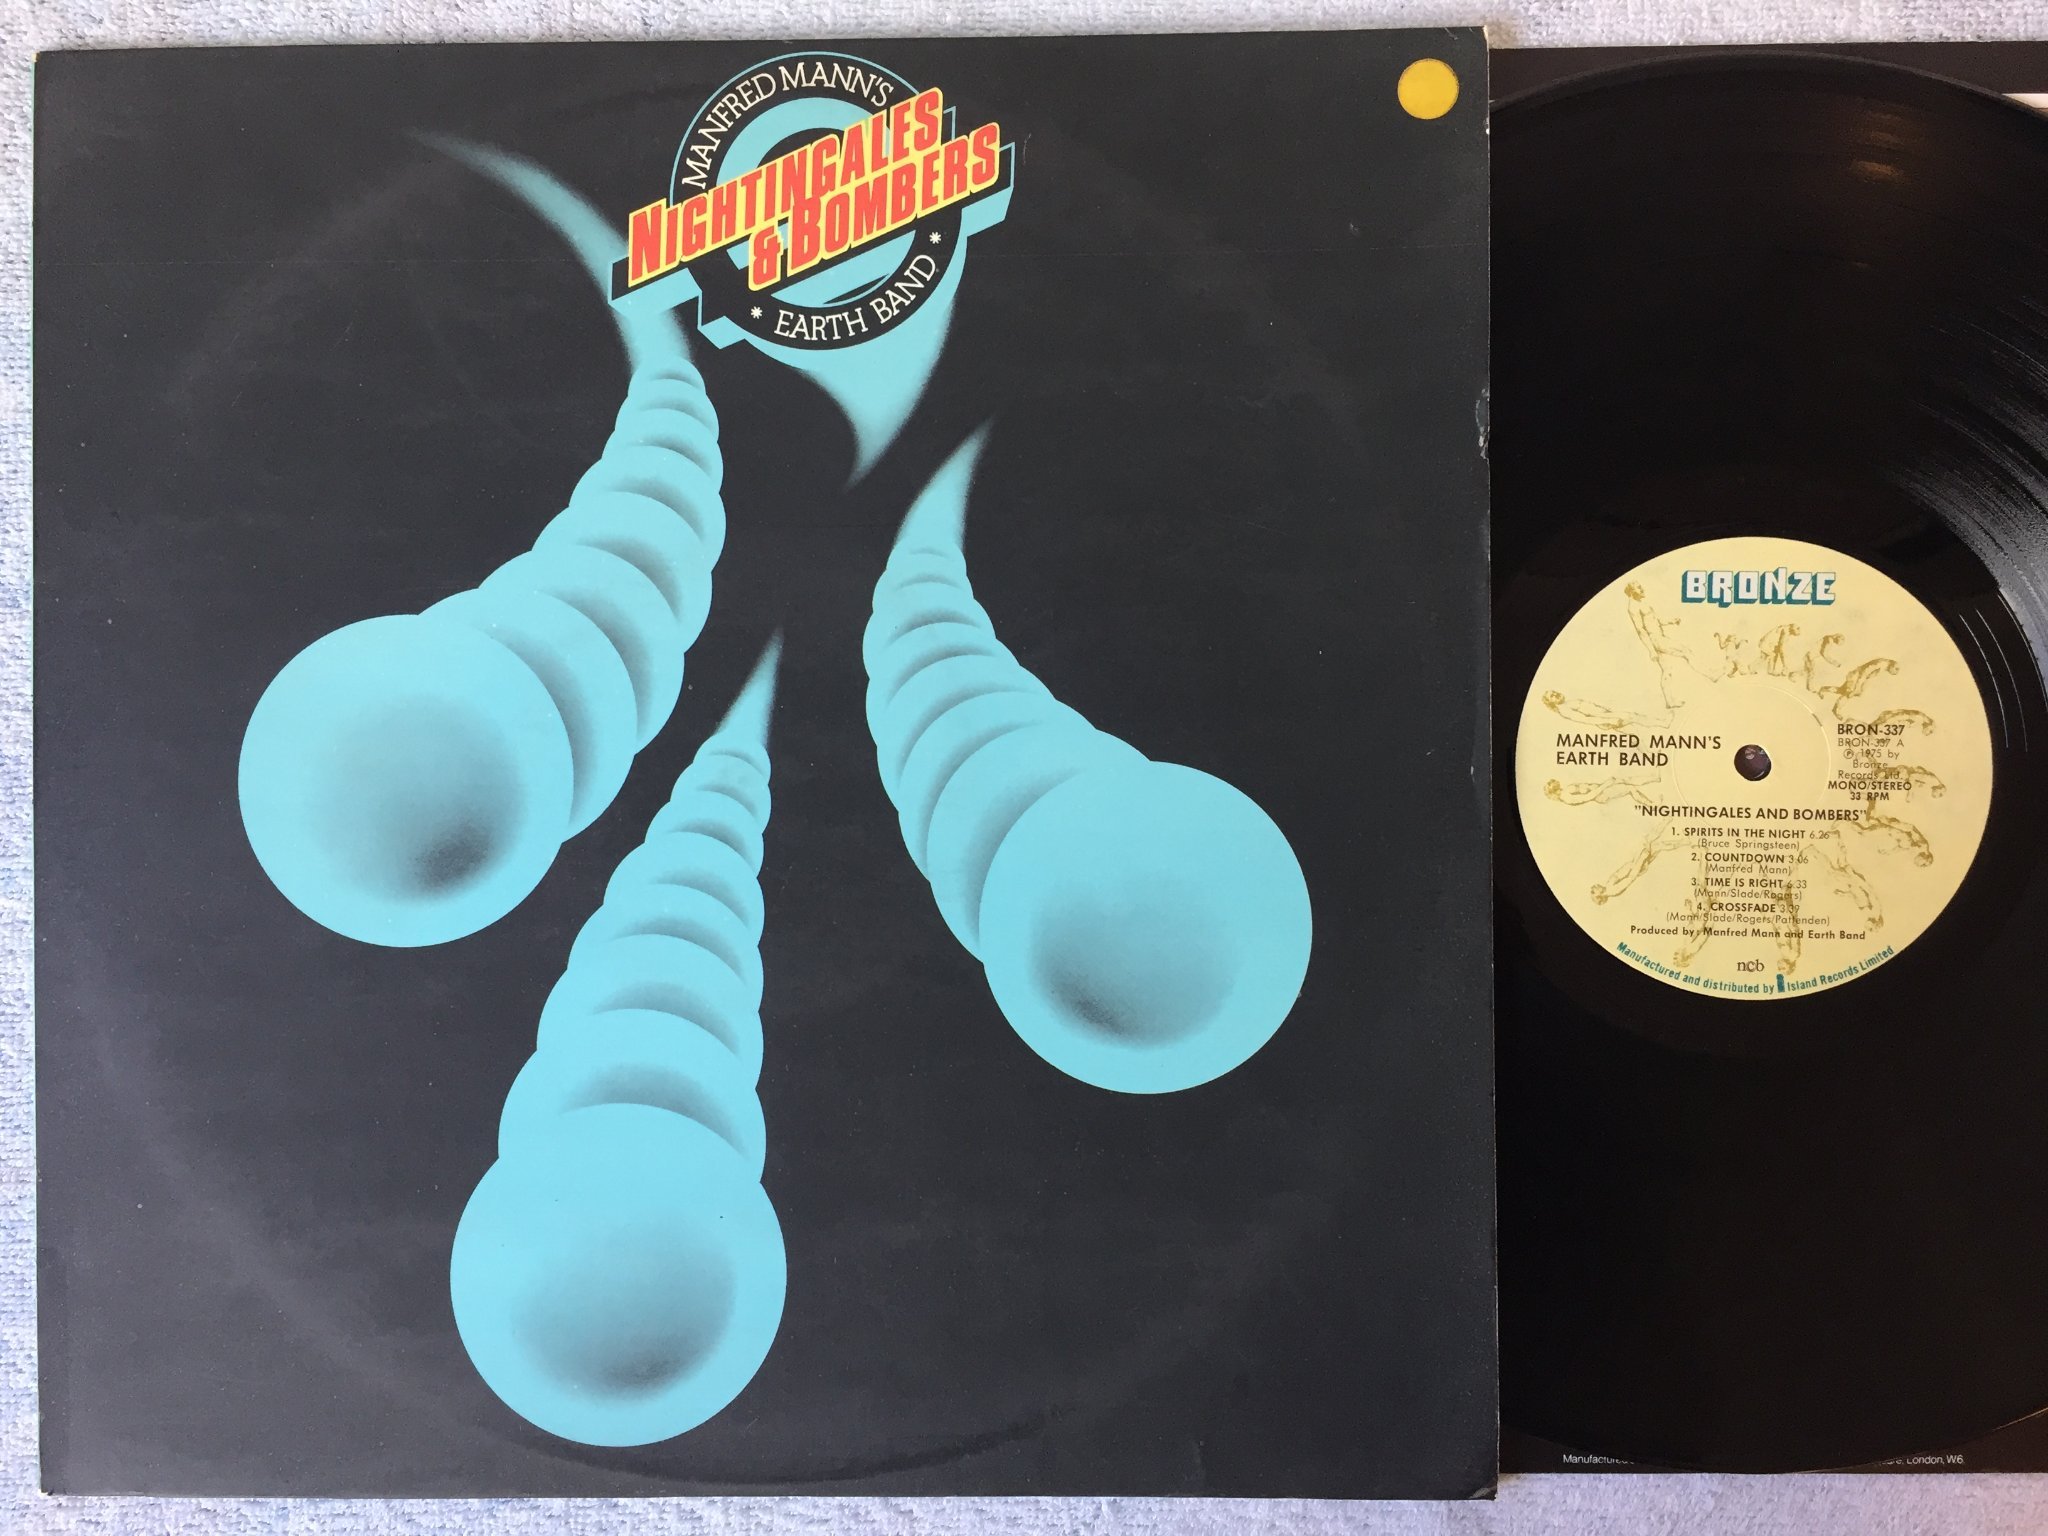 MANFRED MANN'S
NIGHTINGALES
& BOMBERS
* EARTH BAND *
BRONZE
MANFRED MANN'S
EARTH BAND
BRON-337
BRON-337 A
Ⓟ 1975 by
Bronze
Records Ltd.
MONO/STEREO
33 RPM
"NIGHTINGALES AND BOMBERS"
1. SPIRITS IN THE NIGHT 6.26
(Bruce Springsteen)
2. COUNTDOWN 3.06
(Manfred Mann)
3. TIME IS RIGHT 6.33
(Mann/Slade/Rogers)
4. CROSSFADE 3.39
(Mann/Slade/Rogers/Pattenden)
Produced by: Manfred Mann and Earth Band
ncb
Manufactured and distributed by Island Records Limited
London, W.6.